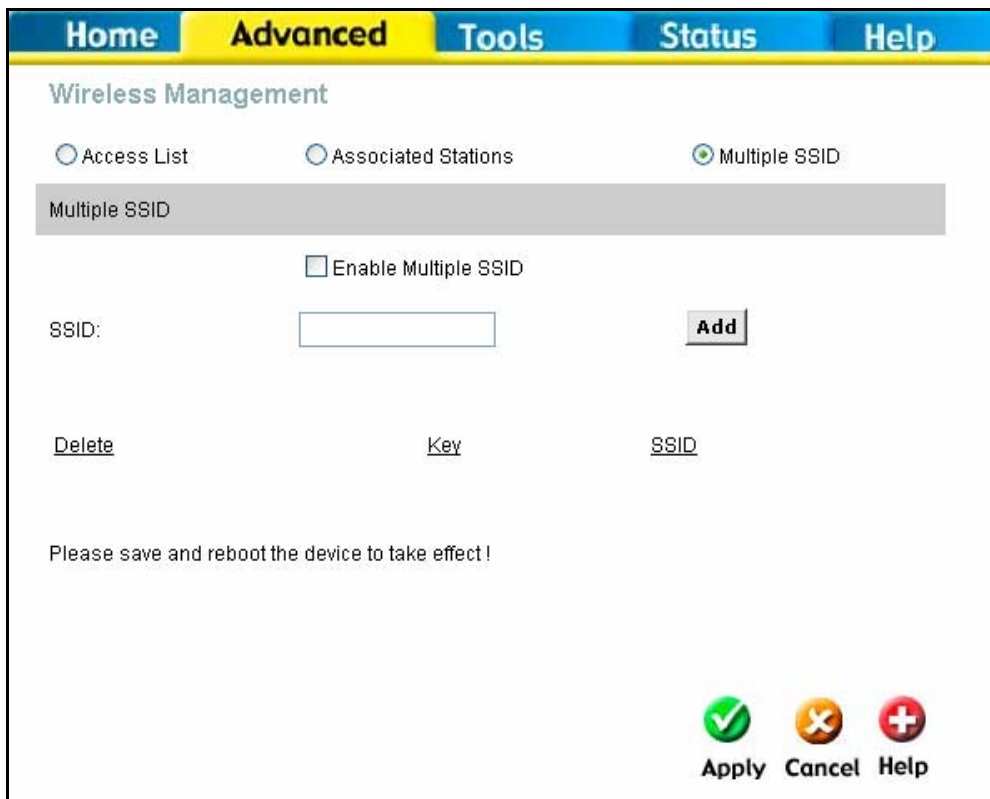 Home Advanced Tools Status Help
Wireless Management
Access List Associated Stations Multiple SSID
Multiple SSID
Enable Multiple SSID
SSID: Add
Delete Key SSID
Please save and reboot the device to take effect !
Apply Cancel Help